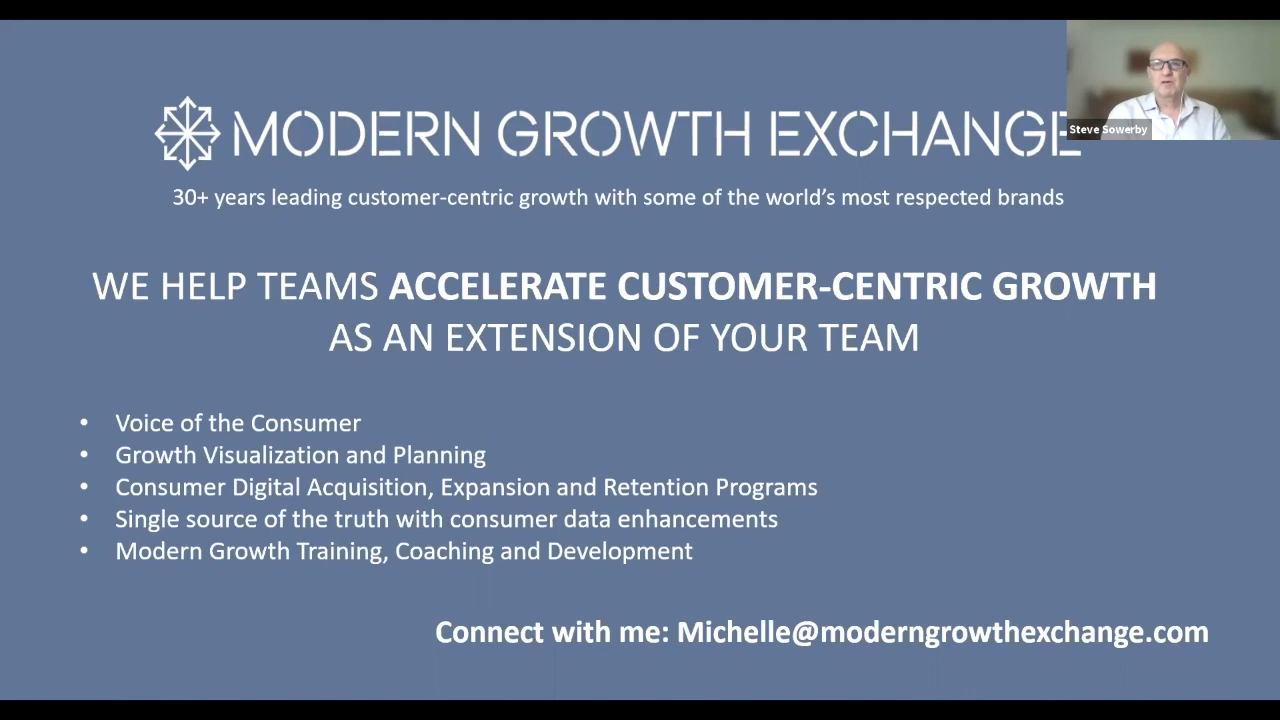 MODERN GROWTH EXCHANGE
Steve Sowerby
30+ years leading customer-centric growth with some of the world’s most respected brands
WE HELP TEAMS ACCELERATE CUSTOMER-CENTRIC GROWTH
AS AN EXTENSION OF YOUR TEAM
• Voice of the Consumer
• Growth Visualization and Planning
• Consumer Digital Acquisition, Expansion and Retention Programs
• Single source of the truth with consumer data enhancements
• Modern Growth Training, Coaching and Development
Connect with me: Michelle@moderngrowthexchange.com